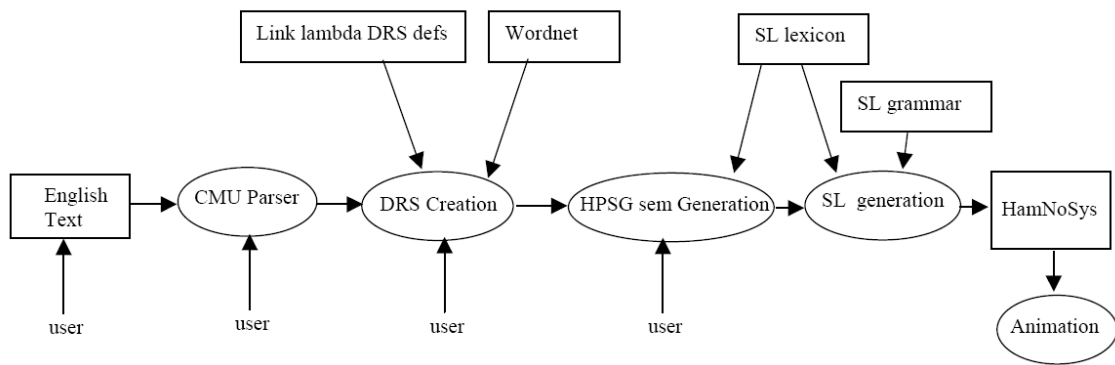 Link lambda DRS defs
Wordnet
SL lexicon
SL grammar
English
Text
CMU Parser
DRS Creation
HPSG sem Generation
SL generation
HamNoSys
user
user
user
user
Animation